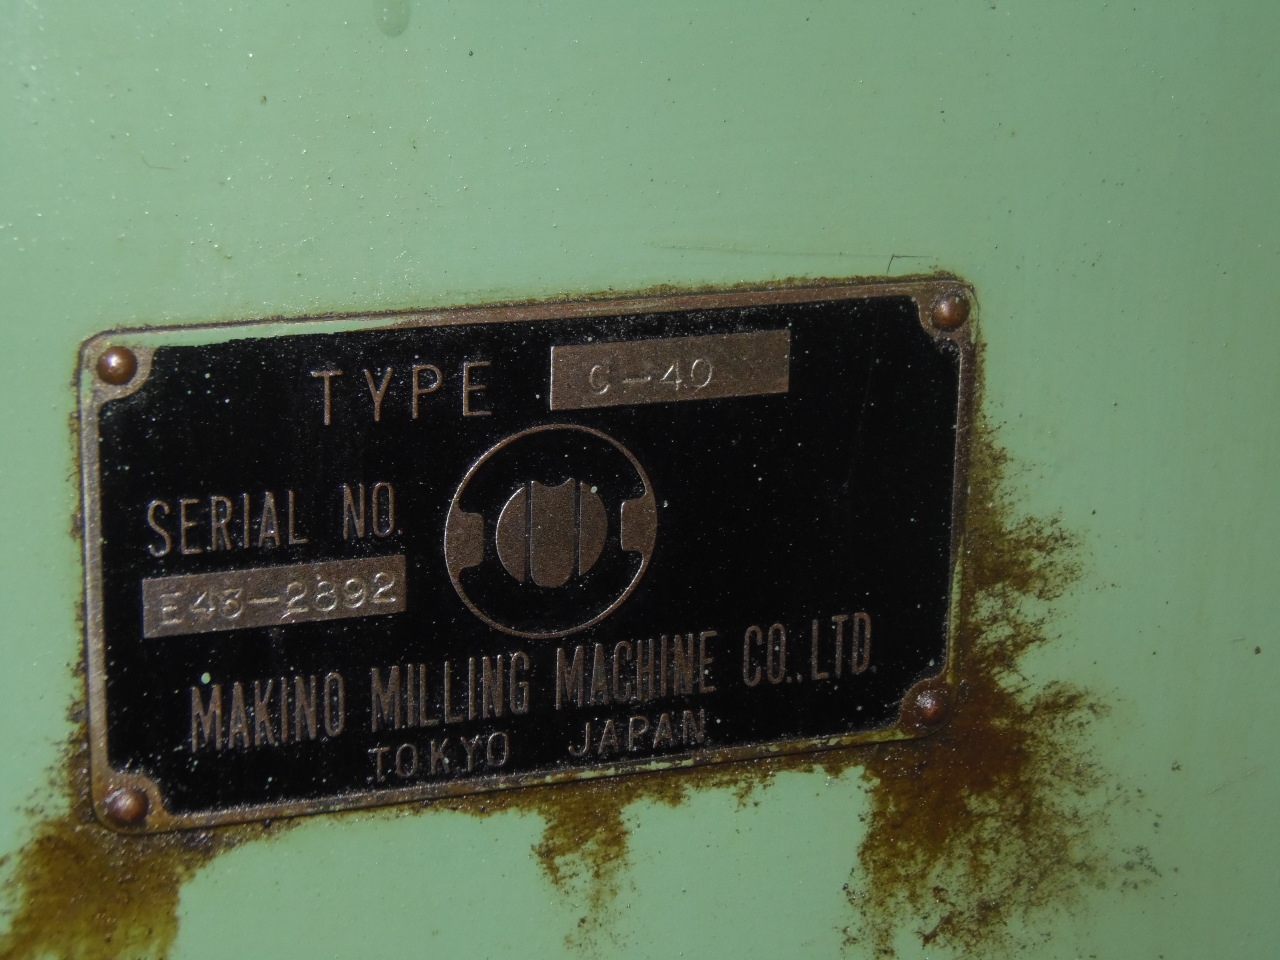 TYPE C-40
SERIAL NO.
E43-2892
MAKINO MILLING MACHINE CO., LTD.
TOKYO JAPAN